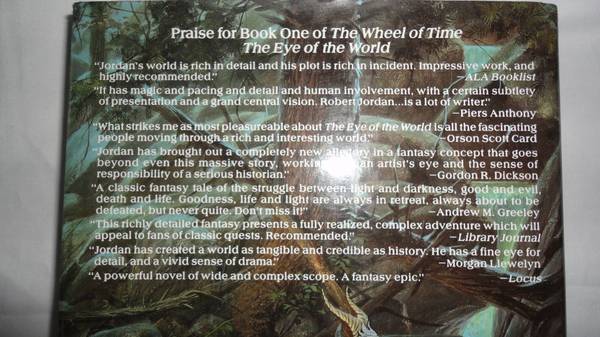 Praise for Book One of The Wheel of Time
The Eye of the World
"Jordan's world is rich in detail and his plot is rich in incident. Impressive work, and
highly recommended." —ALA Booklist
"It has magic and pacing and detail and human involvement, with a certain subtlety
of presentation and a grand central vision. Robert Jordan...is a lot of writer."
—Piers Anthony
"What strikes me as most pleasureable about The Eye of the World is all the fascinating
people moving through a rich and interesting world." —Orson Scott Card
"Jordan has brought out a completely new allegory in a fantasy concept that goes
beyond even this massive story, working with an artist's eye and the sense of
responsibility of a serious historian." —Gordon R. Dickson
"A classic fantasy tale of the struggle between light and darkness, good and evil,
death and life. Goodness, life and light are always in retreat, always about to be
defeated, but never quite. Don't miss it!" —Andrew M. Greeley
"This richly detailed fantasy presents a fully realized, complex adventure which will
appeal to fans of classic quests. Recommended." —Library Journal
"Jordan has created a world as tangible and credible as history. He has a fine eye for
detail, and a vivid sense of drama." —Morgan Llewelyn
"A powerful novel of wide and complex scope. A fantasy epic." —Locus